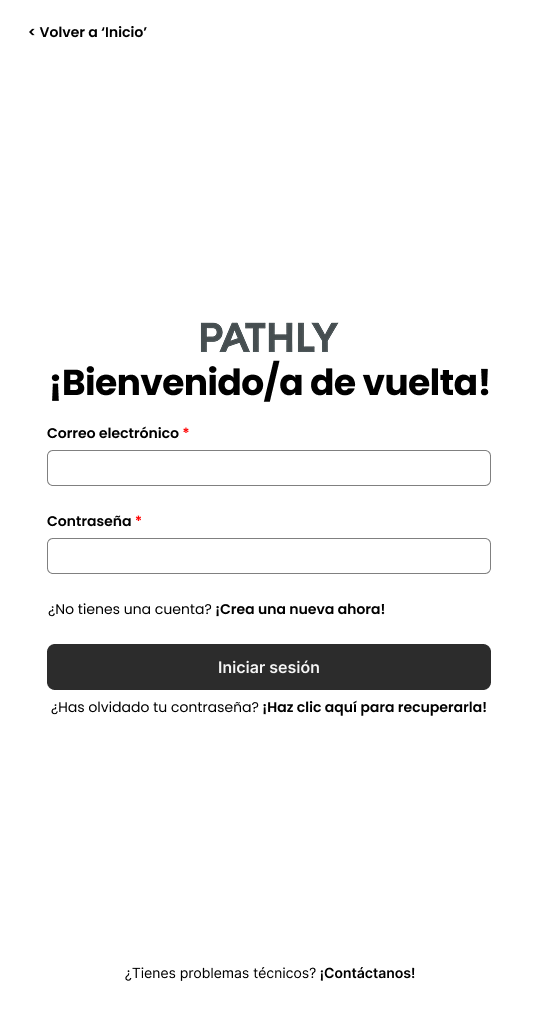 < Volver a ‘Inicio’
PATHLY
¡Bienvenido/a de vuelta!
Correo electrónico *
Contraseña *
¿No tienes una cuenta? ¡Crea una nueva ahora!
Iniciar sesión
¿Has olvidado tu contraseña? ¡Haz clic aquí para recuperarla!
¿Tienes problemas técnicos? ¡Contáctanos!